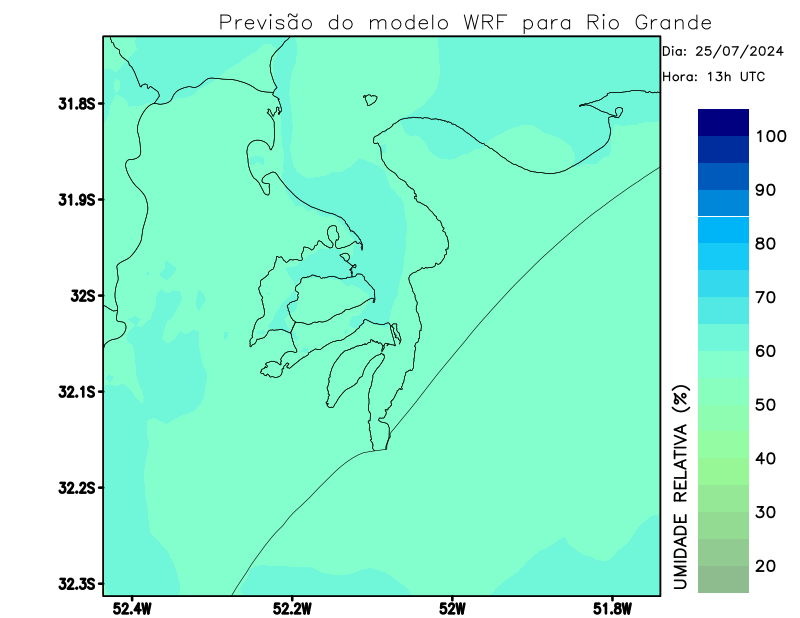 Previsão do modelo WRF para Rio Grande
Dia: 25/07/2024
Hora: 13h UTC
31.8S
31.9S
32S
32.1S
32.2S
32.3S
52.4W
52.2W
52W
51.8W
100
90
80
70
60
50
40
30
20
UMIDADE RELATIVA (%)